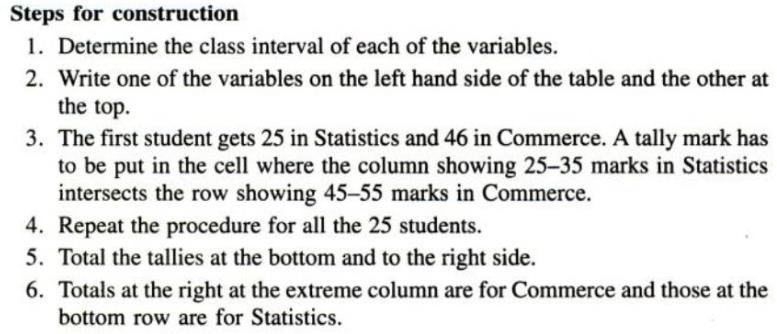 Steps for construction
1. Determine the class interval of each of the variables.
2. Write one of the variables on the left hand side of the table and the other at
the top.
3. The first student gets 25 in Statistics and 46 in Commerce. A tally mark has
to be put in the cell where the column showing 25–35 marks in Statistics
intersects the row showing 45–55 marks in Commerce.
4. Repeat the procedure for all the 25 students.
5. Total the tallies at the bottom and to the right side.
6. Totals at the right at the extreme column are for Commerce and those at the
bottom row are for Statistics.